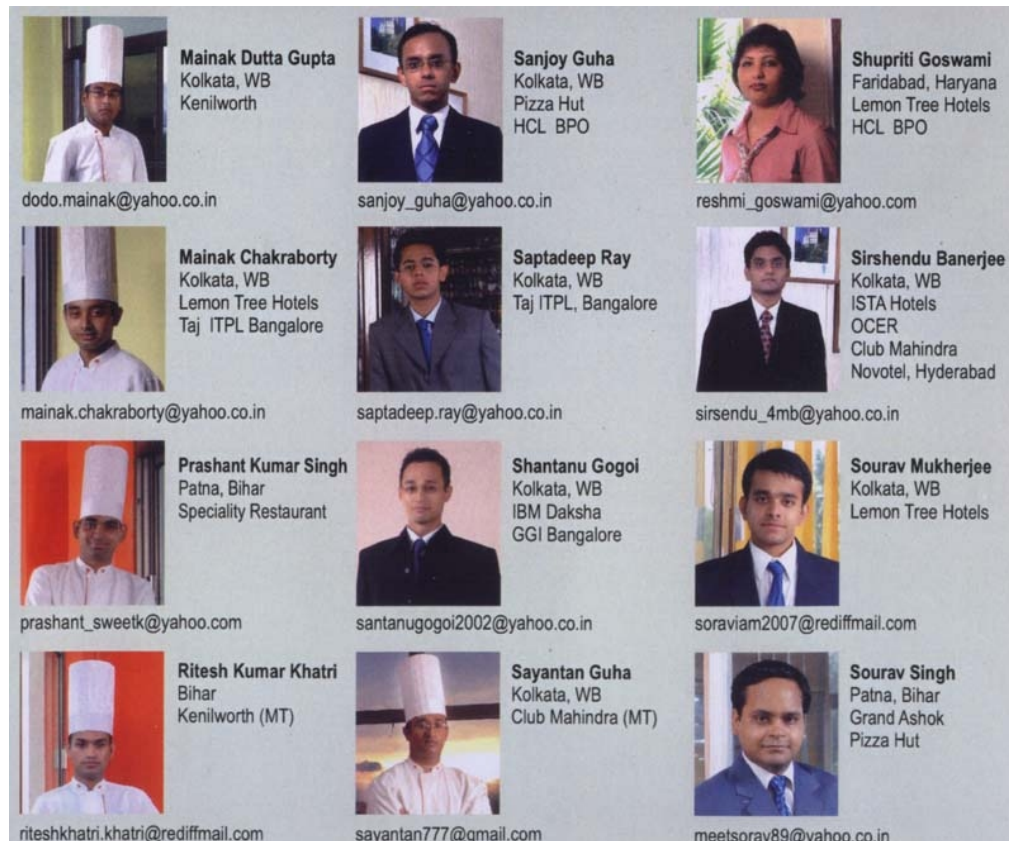 Mainak Dutta Gupta
Kolkata, WB
Kenilworth
dodo.mainak@yahoo.co.in
Sanjoy Guha
Kolkata, WB
Pizza Hut
HCL BPO
sanjoy_guha@yahoo.co.in
Shupriti Goswami
Faridabad, Haryana
Lemon Tree Hotels
HCL BPO
reshmi_goswami@yahoo.com
Mainak Chakraborty
Kolkata, WB
Lemon Tree Hotels
Taj ITPL Bangalore
mainak.chakraborty@yahoo.co.in
Saptadeep Ray
Kolkata, WB
Taj ITPL, Bangalore
saptadeep.ray@yahoo.co.in
Sirshendu Banerjee
Kolkata, WB
ISTA Hotels
OCER
Club Mahindra
Novotel, Hyderabad
sirsendu_4mb@yahoo.co.in
Prashant Kumar Singh
Patna, Bihar
Speciality Restaurant
prashant_sweetk@yahoo.com
Shantanu Gogoi
Kolkata, WB
IBM Daksha
GGI Bangalore
santanugogoi2002@yahoo.co.in
Sourav Mukherjee
Kolkata, WB
Lemon Tree Hotels
soraviam2007@rediffmail.com
Ritesh Kumar Khatri
Bihar
Kenilworth (MT)
riteshkhatri.khatri@rediffmail.com
Sayantan Guha
Kolkata, WB
Club Mahindra (MT)
sayantan777@gmail.com
Sourav Singh
Patna, Bihar
Grand Ashok
Pizza Hut
meetsorav89@yahoo.co.in